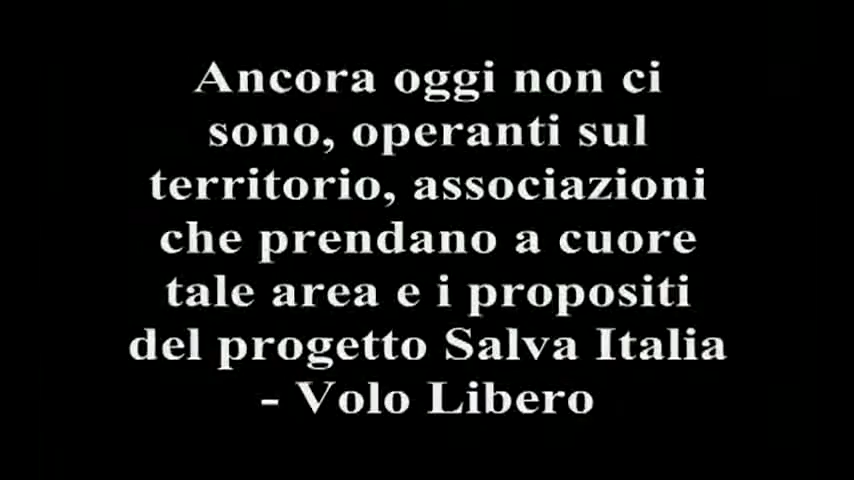 Ancora oggi non ci
sono, operanti sul
territorio, associazioni
che prendano a cuore
tale area e i propositi
del progetto Salva Italia
- Volo Libero